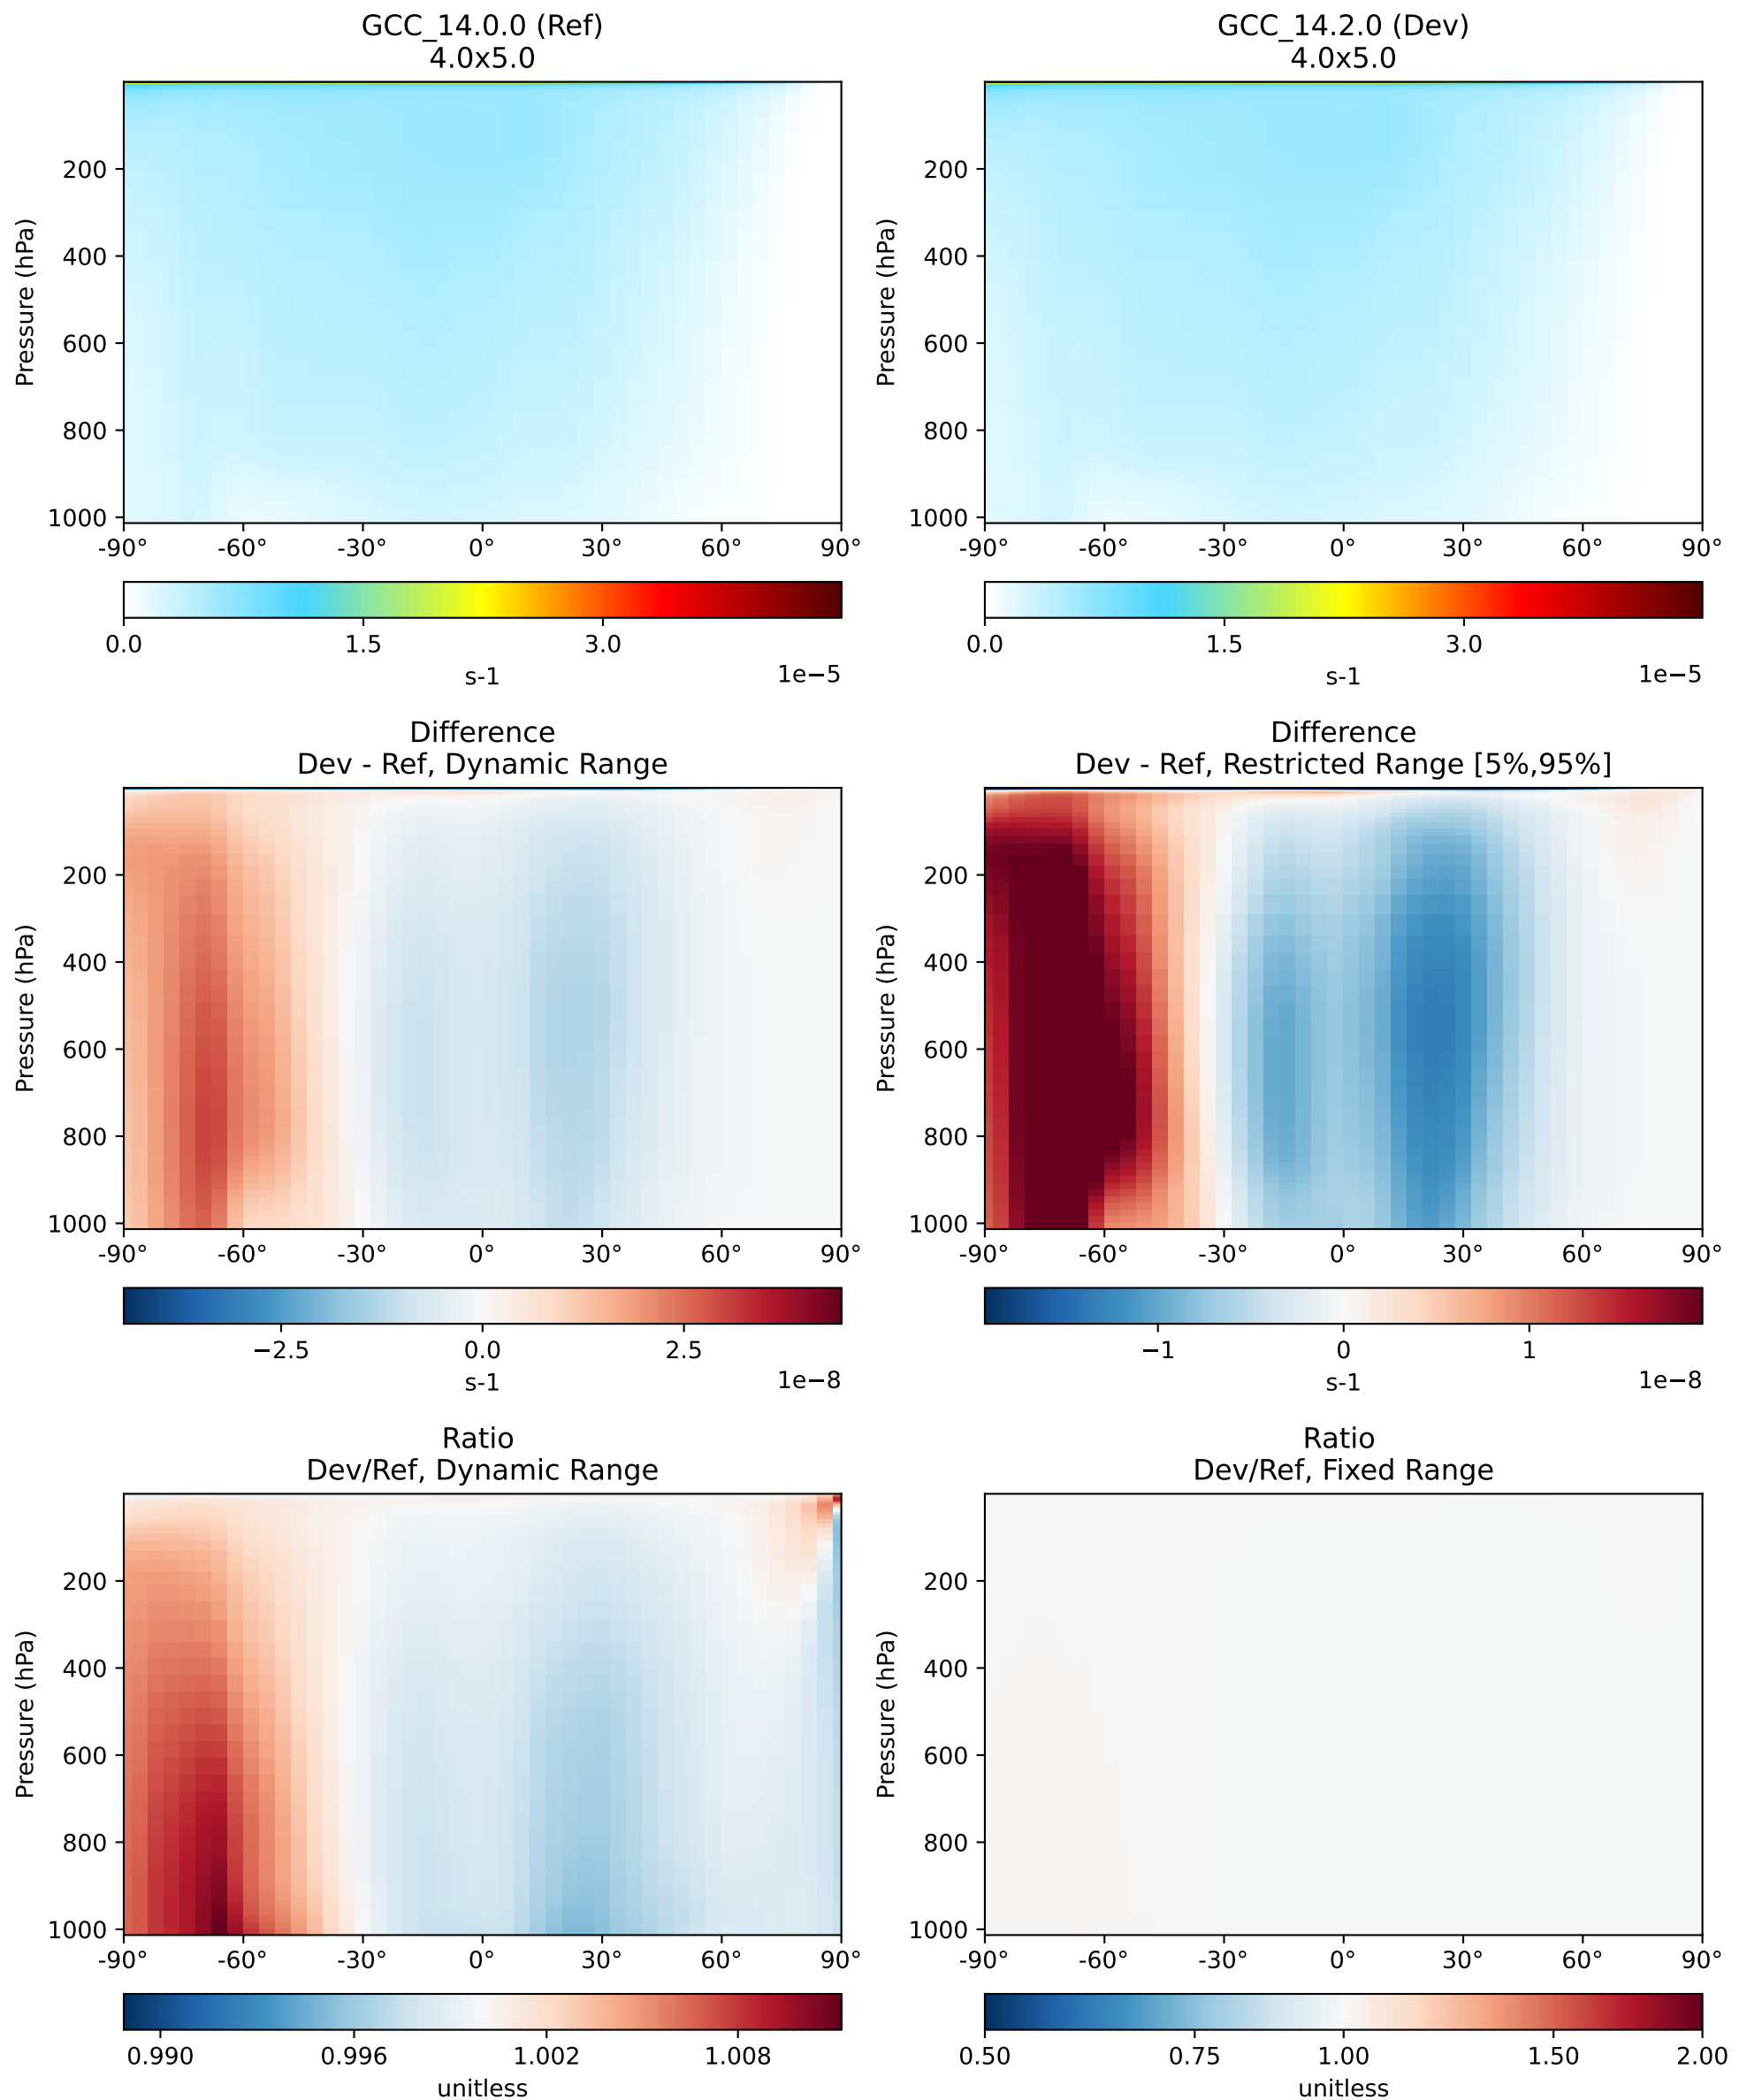 GCC_14.0.0 (Ref)
4.0x5.0
Pressure (hPa)
200
400
600
800
1000
-90° -60° -30° 0° 30° 60° 90°
0.0 1.5 3.0
s-1 1e−5
GCC_14.2.0 (Dev)
4.0x5.0
Pressure (hPa)
200
400
600
800
1000
-90° -60° -30° 0° 30° 60° 90°
0.0 1.5 3.0
s-1 1e−5
Difference
Dev - Ref, Dynamic Range
Pressure (hPa)
200
400
600
800
1000
-90° -60° -30° 0° 30° 60° 90°
−2.5 0.0 2.5
s-1 1e−8
Difference
Dev - Ref, Restricted Range [5%,95%]
Pressure (hPa)
200
400
600
800
1000
-90° -60° -30° 0° 30° 60° 90°
−1 0 1
s-1 1e−8
Ratio
Dev/Ref, Dynamic Range
Pressure (hPa)
200
400
600
800
1000
-90° -60° -30° 0° 30° 60° 90°
0.990 0.996 1.002 1.008
unitless
Ratio
Dev/Ref, Fixed Range
Pressure (hPa)
200
400
600
800
1000
-90° -60° -30° 0° 30° 60° 90°
0.50 0.75 1.00 1.50 2.00
unitless